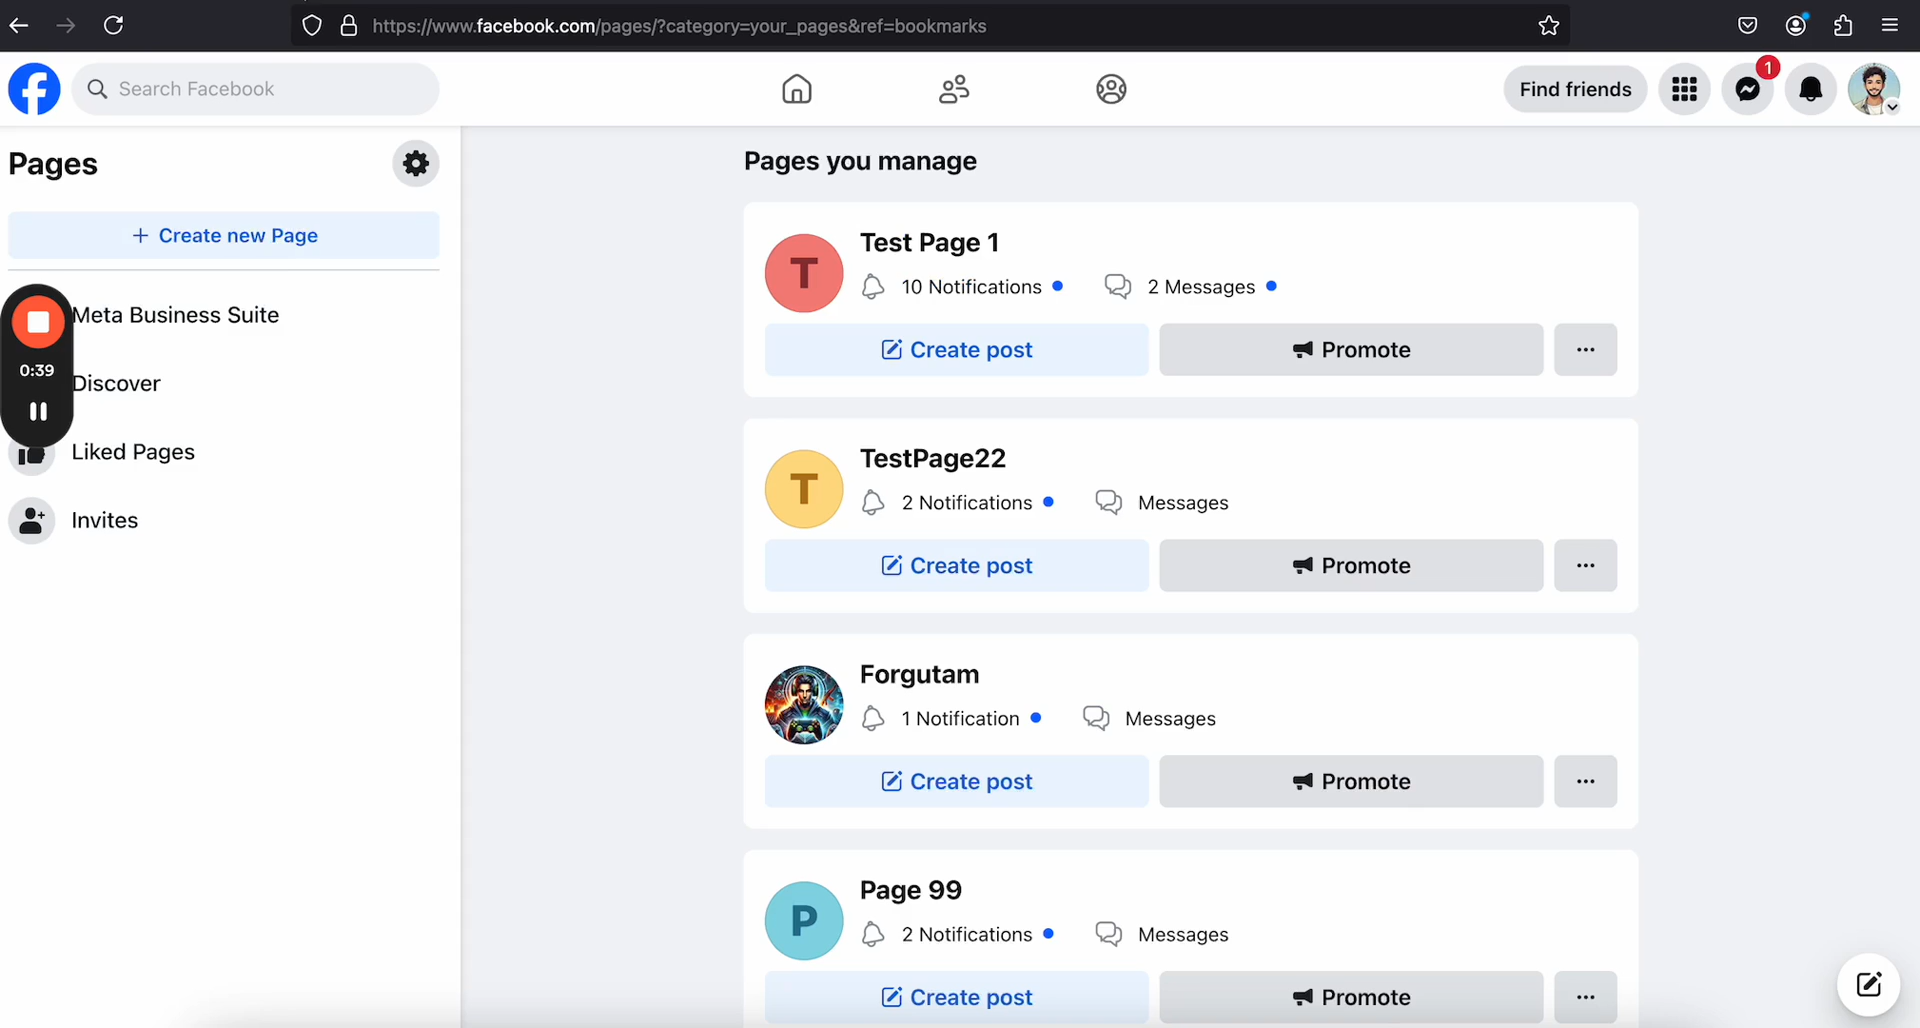 https://www.facebook.com/pages/?category=your_pages&ref=bookmarks
Search Facebook
Find friends
1
Pages
Create new Page
Meta Business Suite
0:39
Discover
Liked Pages
Invites
Pages you manage
T
Test Page 1
10 Notifications
2 Messages
Create post
Promote
T
TestPage22
2 Notifications
Messages
Create post
Promote
Forgutam
1 Notification
Messages
Create post
Promote
P
Page 99
2 Notifications
Messages
Create post
Promote